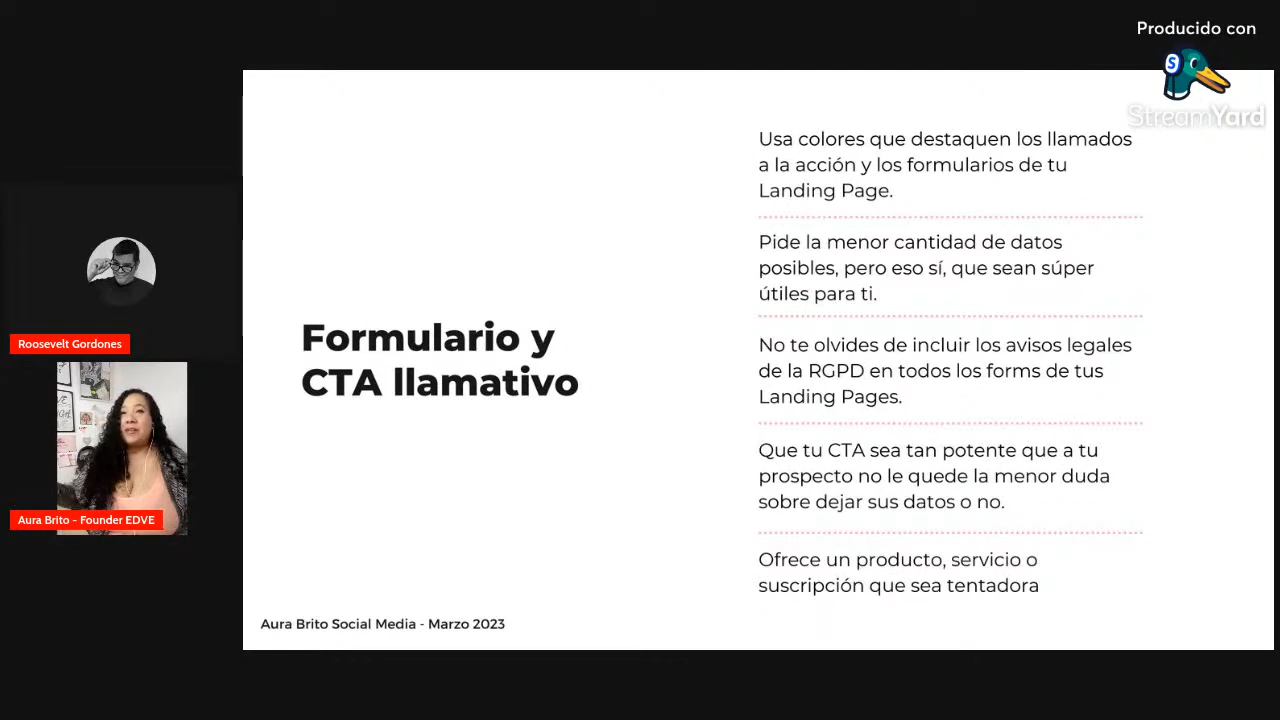 Producido con
StreamYard
Usa colores que destaquen los llamados
a la acción y los formularios de tu
Landing Page.
Pide la menor cantidad de datos
posibles, pero eso sí, que sean súper
útiles para ti.
Formulario y
CTA llamativo
No te olvides de incluir los avisos legales
de la RGPD en todos los forms de tus
Landing Pages.
Que tu CTA sea tan potente que a tu
prospecto no le quede la menor duda
sobre dejar sus datos o no.
Ofrece un producto, servicio o
suscripción que sea tentadora
Aura Brito Social Media - Marzo 2023
Roosevelt Gordones
Aura Brito - Founder EDVE